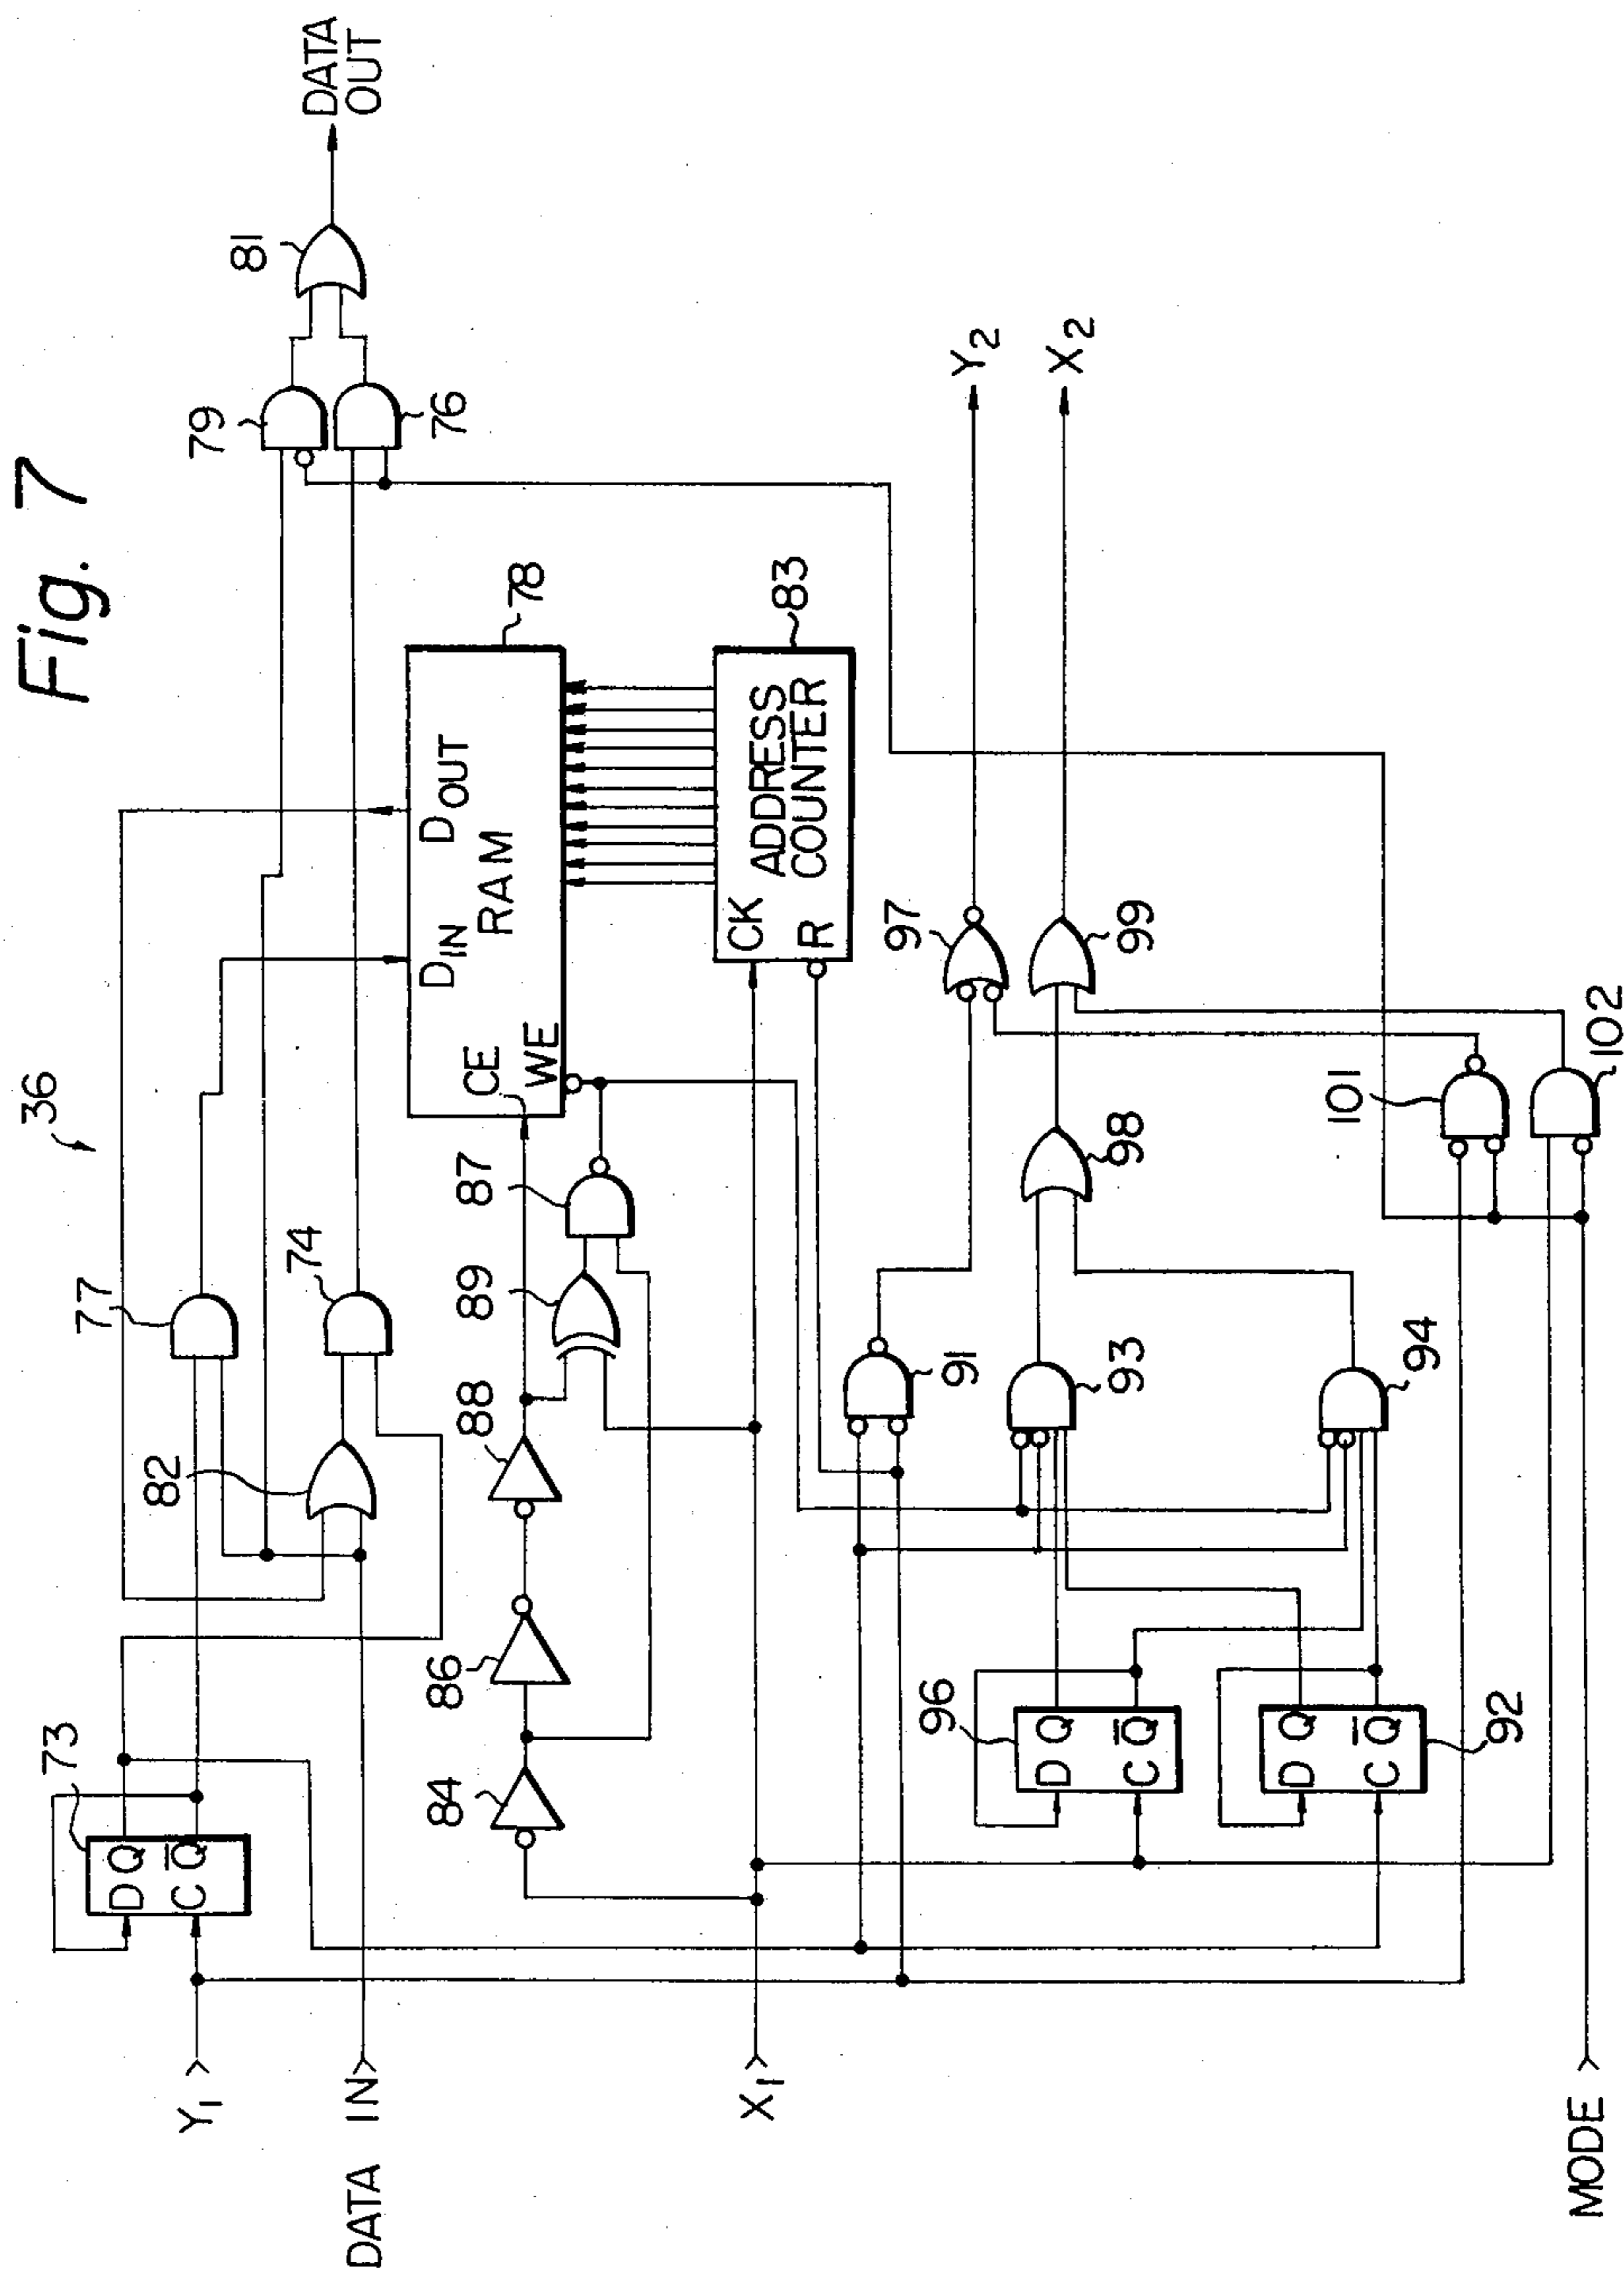 Fig. 7
36
DATA
OUT
81
79
76
77
74
82
73
D Q
C Q̅
Y1
DATA IN
78
DIN
DOUT
RAM
CE
WE
83
CK
R
ADDRESS
COUNTER
84
86
88
89
87
X1
91
93
94
96
D Q
C Q̅
92
D Q
C Q̅
97
98
99
Y2
X2
101
102
MODE